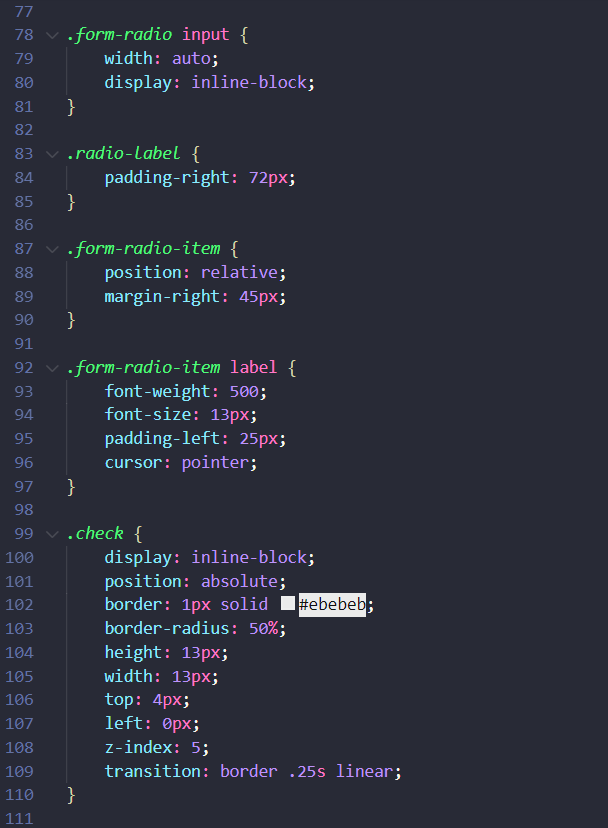 77
78 .form-radio input {
79     width: auto;
80     display: inline-block;
81 }
82
83 .radio-label {
84     padding-right: 72px;
85 }
86
87 .form-radio-item {
88     position: relative;
89     margin-right: 45px;
90 }
91
92 .form-radio-item label {
93     font-weight: 500;
94     font-size: 13px;
95     padding-left: 25px;
96     cursor: pointer;
97 }
98
99 .check {
100     display: inline-block;
101     position: absolute;
102     border: 1px solid #ebebeb;
103     border-radius: 50%;
104     height: 13px;
105     width: 13px;
106     top: 4px;
107     left: 0px;
108     z-index: 5;
109     transition: border .25s linear;
110 }
111